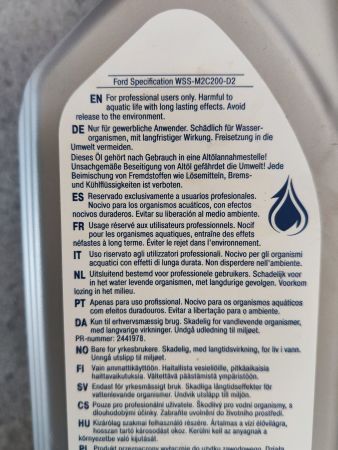 Ford Specification WSS-M2C200-D2
EN For professional users only. Harmful to
aquatic life with long lasting effects. Avoid
release to the environment.
DE Nur für gewerbliche Anwender. Schädlich für Wasser-
organismen, mit langfristiger Wirkung. Freisetzung in die
Umwelt vermeiden.
Dieses Öl gehört nach Gebrauch in eine Altölannahmestelle!
Unsachgemäße Beseitigung von Altöl gefährdet die Umwelt! Jede
Beimischung von Fremdstoffen wie Lösemitteln, Brems-
und Kühlflüssigkeiten ist verboten.
ES Reservado exclusivamente a usuarios profesionales.
Nocivo para los organismos acuáticos, con efectos
nocivos duraderos. Evitar su liberación al medio ambiente.
FR Usage réservé aux utilisateurs professionnels. Nocif
pour les organismes aquatiques, entraîne des effets
néfastes à long terme. Éviter le rejet dans l'environnement.
IT Uso riservato agli utilizzatori professionali. Nocivo per gli organismi
acquatici con effetti di lunga durata. Non disperdere nell'ambiente.
NL Uitsluitend bestemd voor professionele gebruikers. Schadelijk voor
in het water levende organismen, met langdurige gevolgen. Voorkom
lozing in het milieu.
PT Apenas para uso profissional. Nocivo para os organismos aquáticos
com efeitos duradouros. Evitar a libertação para o ambiente.
DA Kun til erhvervsmæssig brug. Skadelig for vandlevende organismer,
med langvarige virkninger. Undgå udledning til miljøet.
PR-nummer: 2441978.
NO Bare for yrkesbrukere. Skadelig, med langtidsvirkning, for liv i vann.
Unngå utslipp til miljøet.
FI Vain ammattikäyttöön. Haitallista vesieliöille, pitkäaikaisia
haittavaikutuksia. Vältettävä päästämistä ympäristöön.
SV Endast för yrkesmässigt bruk. Skadliga långtidseffekter för
vattenlevande organismer. Undvik utsläpp till miljön.
CS Pouze pro profesionální uživatele. Škodlivý pro vodní organismy, s
dlouhodobými účinky. Zabraňte uvolnění do životního prostředí.
HU Kizárólag szakmai felhasználók részére. Ártalmas a vízi élővilágra,
hosszan tartó károsodást okoz. Kerülni kell az anyagnak a
környezetbe való kijutását.
PL Produkt przeznaczony wyłącznie do użytku zawodowego. Działa